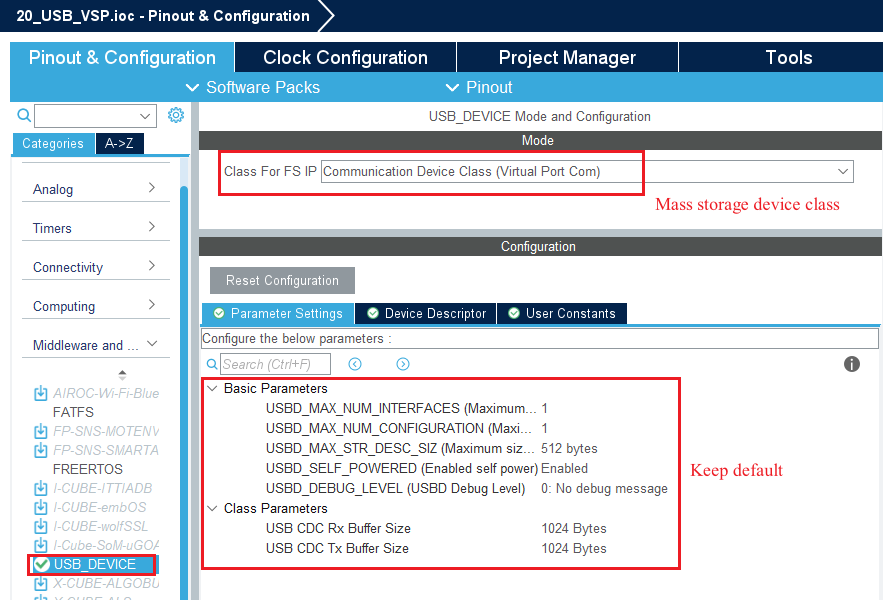 20_USB_VSP.ioc - Pinout & Configuration
Pinout & Configuration Clock Configuration Project Manager Tools
Software Packs Pinout
USB_DEVICE Mode and Configuration
Categories A->Z
Mode
Class For FS IP Communication Device Class (Virtual Port Com)
Mass storage device class
Analog
Timers
Connectivity
Computing
Middleware and ...
AIROC-Wi-Fi-Blue
FATFS
FP-SNS-MOTENV
FP-SNS-SMARTA
FREERTOS
I-CUBE-ITTIADB
I-CUBE-embOS
I-CUBE-wolfSSL
I-Cube-SoM-uGOA
USB_DEVICE
X-CUBE-ALGOBU
X-CUBE-ALS
Configuration
Reset Configuration
Parameter Settings Device Descriptor User Constants
Configure the below parameters :
Search (Ctrl+F)
Basic Parameters
USBD_MAX_NUM_INTERFACES (Maximum... 1
USBD_MAX_NUM_CONFIGURATION (Maxi... 1
USBD_MAX_STR_DESC_SIZ (Maximum siz... 512 bytes
USBD_SELF_POWERED (Enabled self power) Enabled
USBD_DEBUG_LEVEL (USBD Debug Level) 0: No debug message
Class Parameters
USB CDC Rx Buffer Size 1024 Bytes
USB CDC Tx Buffer Size 1024 Bytes
Keep default